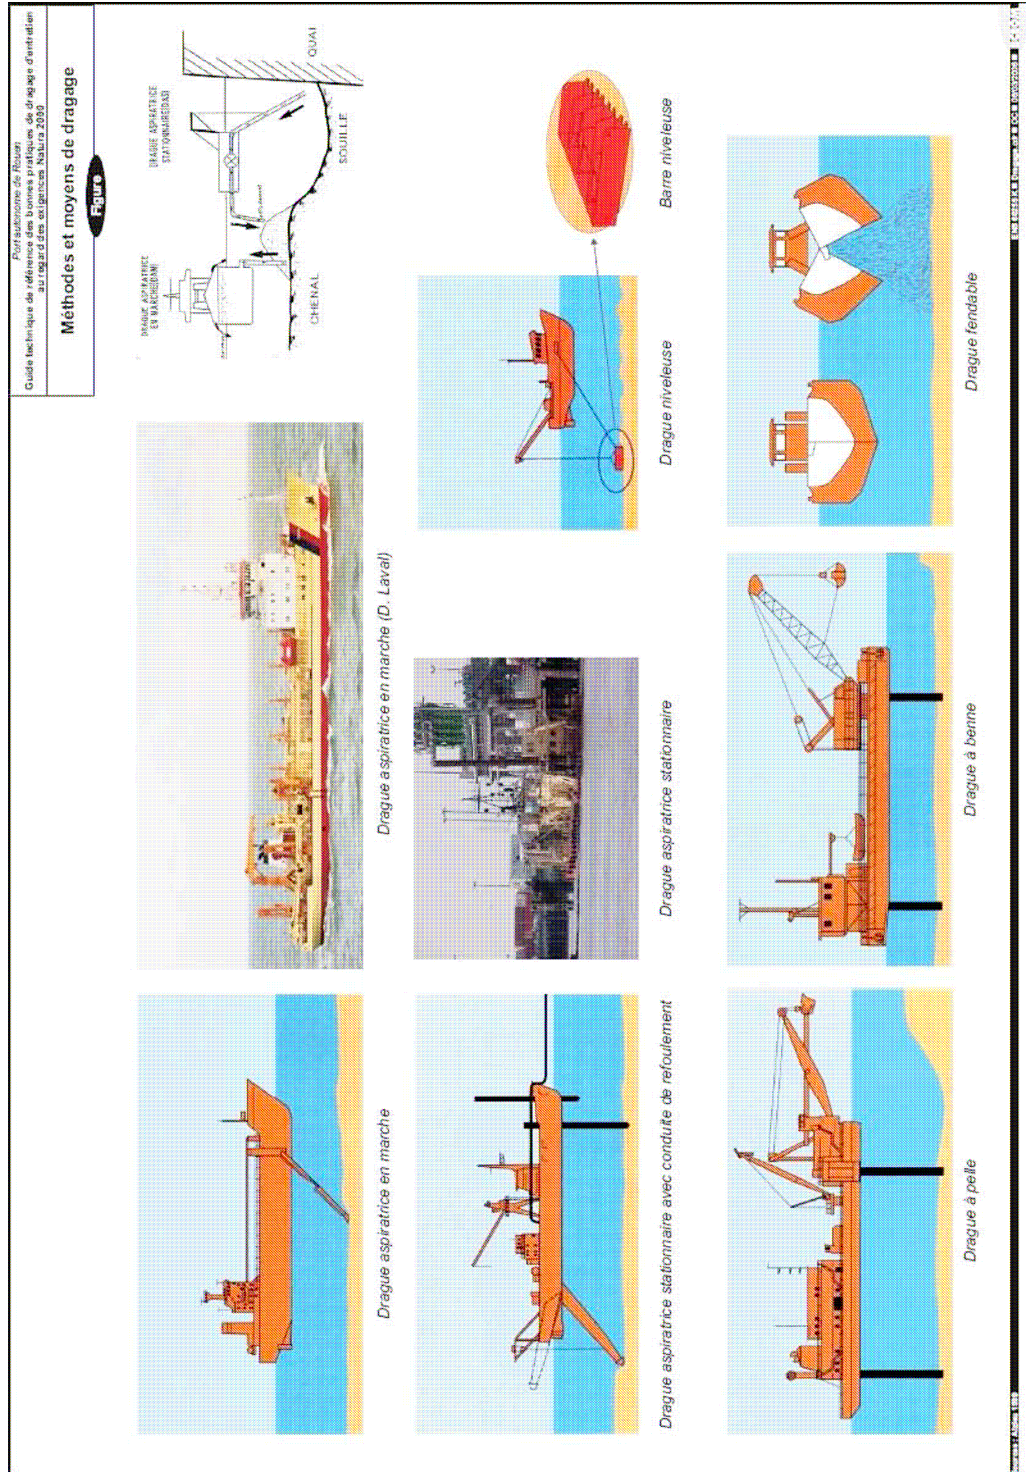 Port autonome de Rouen
Guide technique de référence des bonnes pratiques de dragage d'entretien
au regard des exigences Natura 2000
Méthodes et moyens de dragage
Figure
DRAGUE ASPIRATRICE
EN MARCHE(DAM)
DRAGUE ASPIRATRICE
STATIONNAIRE(DAS)
QUAI
SOUILLE
CHENAL
Drague aspiratrice en marche
Drague aspiratrice en marche (D. Laval)
Drague aspiratrice stationnaire avec conduite de refoulement
Drague aspiratrice stationnaire
Drague niveleuse
Barre niveleuse
Drague à pelle
Drague à benne
Drague fendable